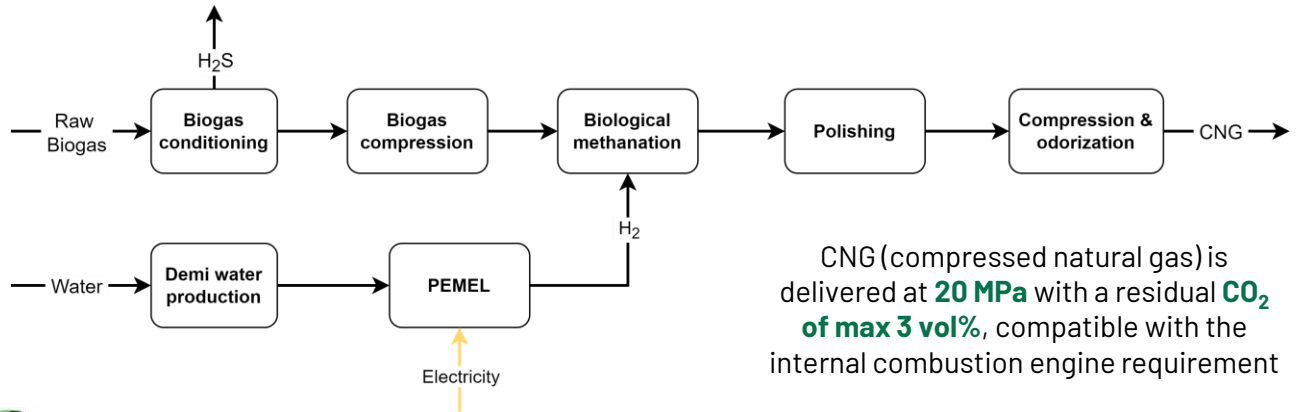 H₂S
Raw
Biogas
Biogas
conditioning
Biogas
compression
Biological
methanation
Polishing
Compression &
odorization
CNG
H₂
Water
Demi water
production
PEMEL
Electricity
CNG (compressed natural gas) is
delivered at 20 MPa with a residual CO₂
of max 3 vol%, compatible with the
internal combustion engine requirement